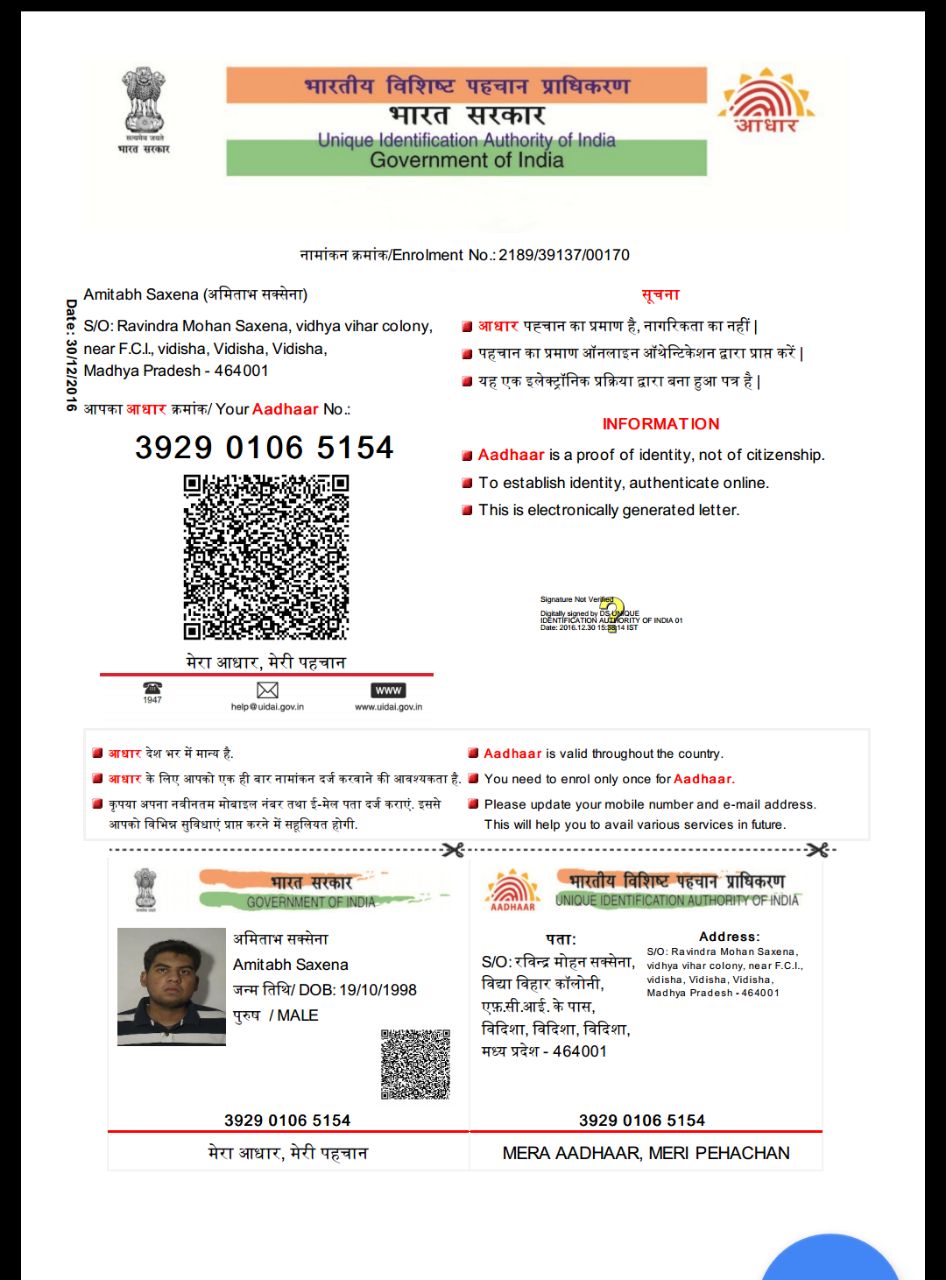 भारतीय विशिष्ट पहचान प्राधिकरण
भारत सरकार
Unique Identification Authority of India
Government of India
सत्यमेव जयते
भारत सरकार
आधार
नामांकन क्रमांक/Enrolment No.: 2189/39137/00170
Date: 30/12/2016
Amitabh Saxena (अमिताभ सक्सेना)
S/O: Ravindra Mohan Saxena, vidhya vihar colony,
near F.C.I., vidisha, Vidisha, Vidisha,
Madhya Pradesh - 464001
आपका आधार क्रमांक/ Your Aadhaar No.:
3929 0106 5154
मेरा आधार, मेरी पहचान
1947
help@uidai.gov.in
www
www.uidai.gov.in
सूचना
आधार पहचान का प्रमाण है, नागरिकता का नहीं |
पहचान का प्रमाण ऑनलाइन ऑथेन्टिकेशन द्वारा प्राप्त करें |
यह एक इलेक्ट्रॉनिक प्रक्रिया द्वारा बना हुआ पत्र है |
INFORMATION
Aadhaar is a proof of identity, not of citizenship.
To establish identity, authenticate online.
This is electronically generated letter.
Signature Not Verified
Digitally signed by DS UNIQUE
IDENTIFICATION AUTHORITY OF INDIA 01
Date: 2016.12.30 15:38:14 IST
आधार देश भर में मान्य है.
आधार के लिए आपको एक ही बार नामांकन दर्ज करवाने की आवश्यकता है.
कृपया अपना नवीनतम मोबाइल नंबर तथा ई-मेल पता दर्ज कराएं. इससे
आपको विभिन्न सुविधाएं प्राप्त करने में सहूलियत होगी.
Aadhaar is valid throughout the country.
You need to enrol only once for Aadhaar.
Please update your mobile number and e-mail address.
This will help you to avail various services in future.
भारत सरकार
GOVERNMENT OF INDIA
अमिताभ सक्सेना
Amitabh Saxena
जन्म तिथि/ DOB: 19/10/1998
पुरुष / MALE
3929 0106 5154
मेरा आधार, मेरी पहचान
AADHAAR
भारतीय विशिष्ट पहचान प्राधिकरण
UNIQUE IDENTIFICATION AUTHORITY OF INDIA
पता:
S/O: रविन्द्र मोहन सक्सेना,
विद्या विहार कॉलोनी,
एफ़.सी.आई. के पास,
विदिशा, विदिशा, विदिशा,
मध्य प्रदेश - 464001
Address:
S/O: Ravindra Mohan Saxena,
vidhya vihar colony, near F.C.I.,
vidisha, Vidisha, Vidisha,
Madhya Pradesh - 464001
3929 0106 5154
MERA AADHAAR, MERI PEHACHAN